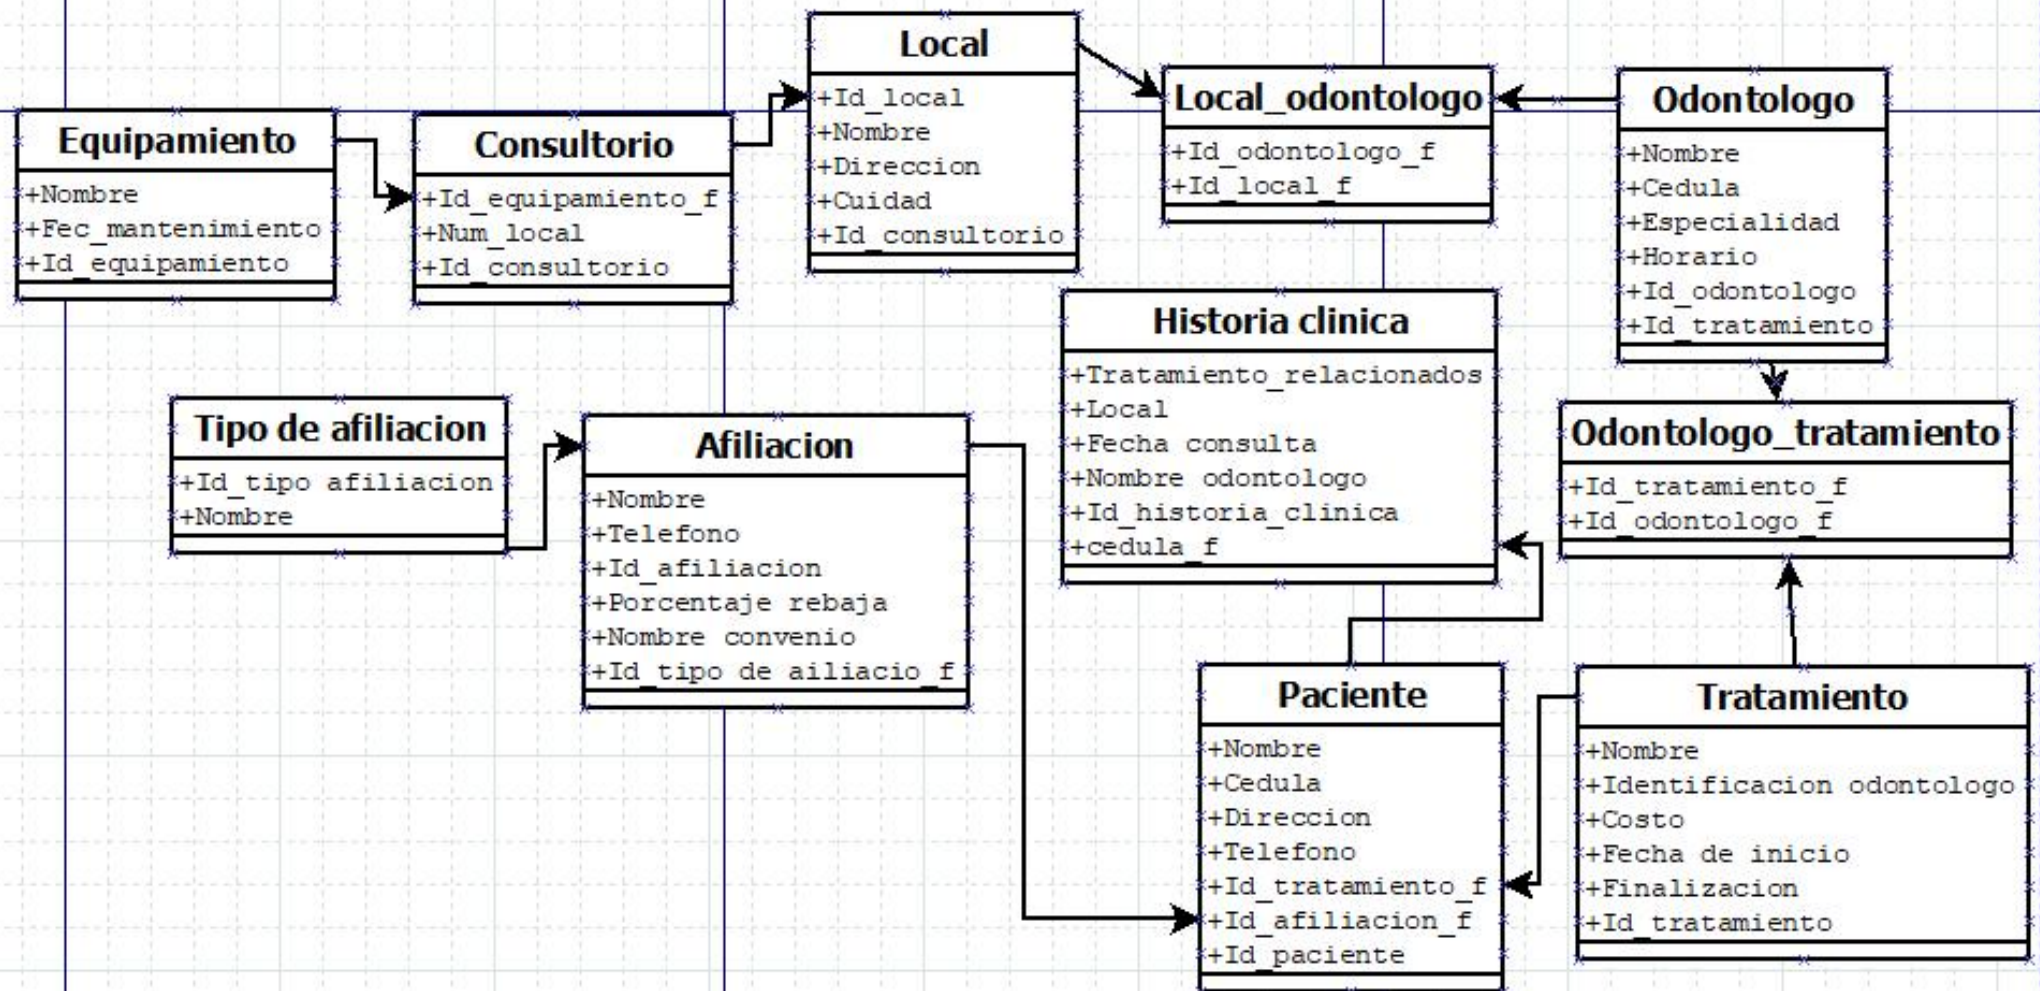 Equipamiento
+Nombre
+Fec_mantenimiento
+Id_equipamiento
Consultorio
+Id_equipamiento_f
+Num_local
+Id_consultorio
Local
+Id_local
+Nombre
+Direccion
+Cuidad
+Id_consultorio
Local_odontologo
+Id_odontologo_f
+Id_local_f
Odontologo
+Nombre
+Cedula
+Especialidad
+Horario
+Id_odontologo
+Id_tratamiento
Tipo de afiliacion
+Id_tipo afiliacion
+Nombre
Afiliacion
+Nombre
+Telefono
+Id_afiliacion
+Porcentaje rebaja
+Nombre convenio
+Id_tipo de ailiacio_f
Historia clinica
+Tratamiento_relacionados
+Local
+Fecha consulta
+Nombre odontologo
+Id_historia_clinica
+cedula_f
Odontologo_tratamiento
+Id_tratamiento_f
+Id_odontologo_f
Paciente
+Nombre
+Cedula
+Direccion
+Telefono
+Id_tratamiento_f
+Id_afiliacion_f
+Id_paciente
Tratamiento
+Nombre
+Identificacion odontologo
+Costo
+Fecha de inicio
+Finalizacion
+Id_tratamiento